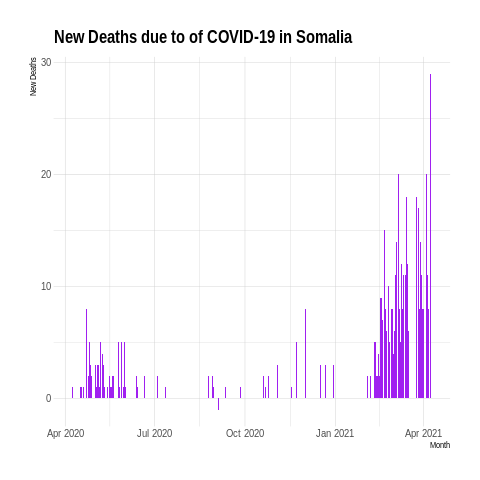 New Deaths due to of COVID-19 in Somalia
New Deaths
30
20
10
0
Apr 2020 Jul 2020 Oct 2020 Jan 2021 Apr 2021
Month